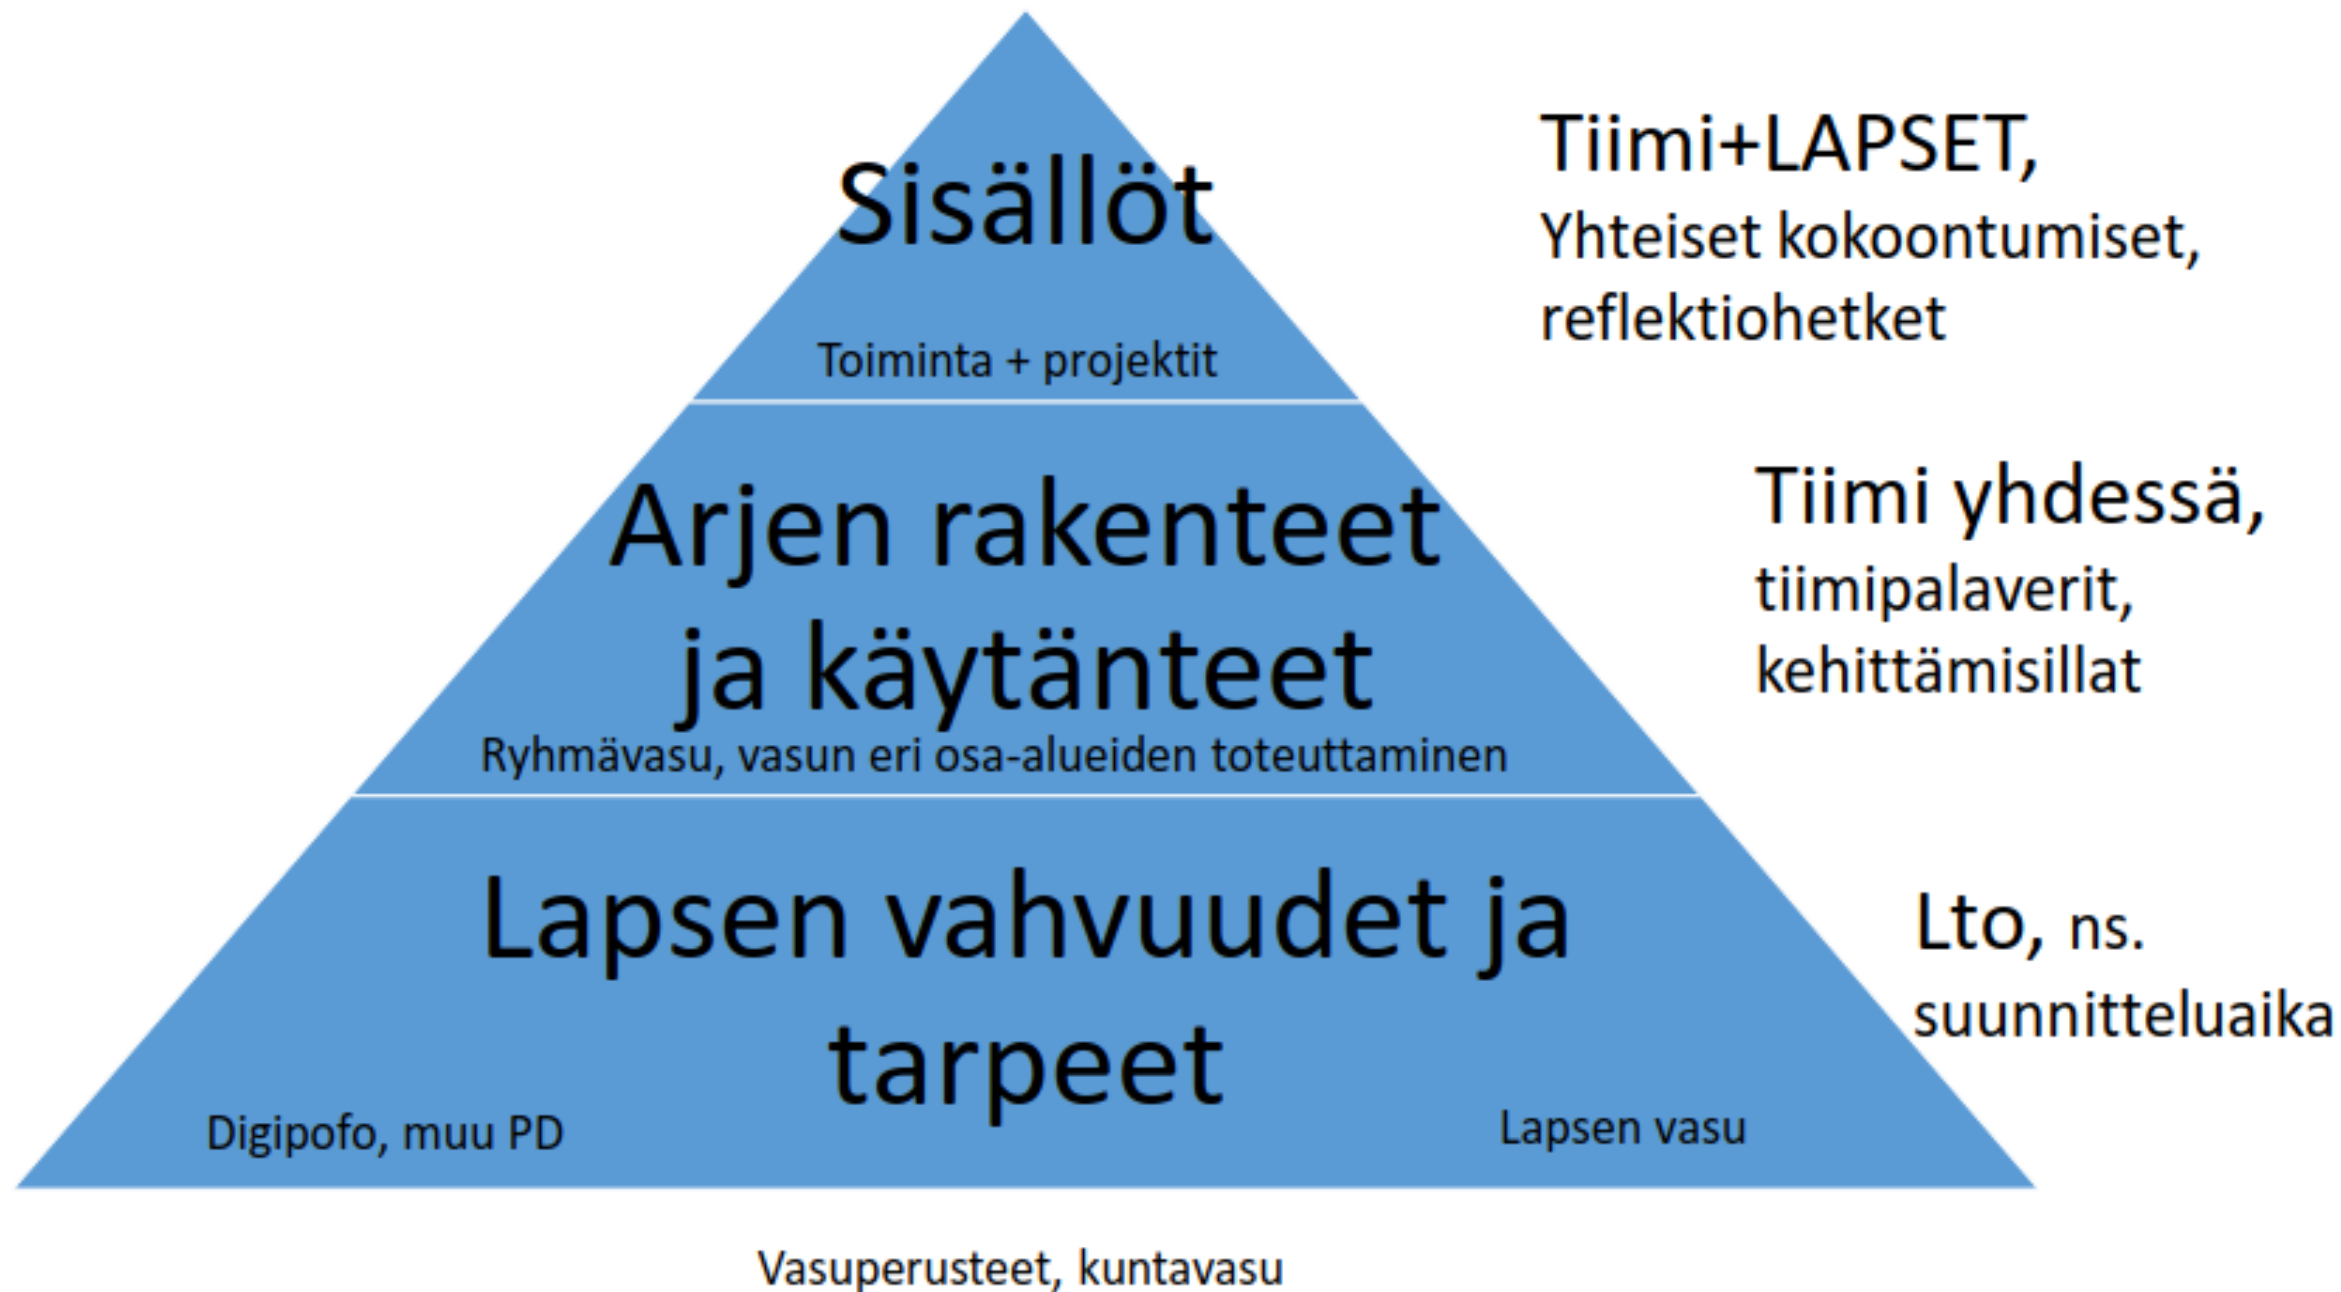 Sisällöt
Toiminta + projektit
Tiimi+LAPSET,
Yhteiset kokoontumiset,
reflektiohetket
Arjen rakenteet
ja käytänteet
Ryhmävasu, vasun eri osa-alueiden toteuttaminen
Tiimi yhdessä,
tiimipalaverit,
kehittämisillat
Lapsen vahvuudet ja
tarpeet
Digipofo, muu PD
Lapsen vasu
Lto, ns.
suunnitteluaika
Vasuperusteet, kuntavasu